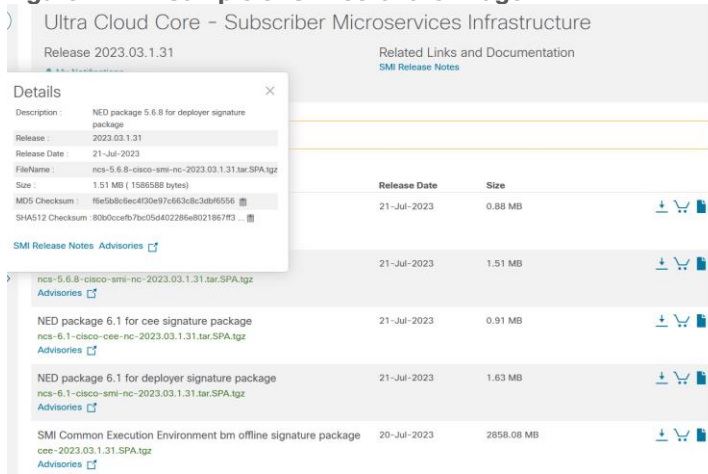 Ultra Cloud Core - Subscriber Microservices Infrastructure
Release 2023.03.1.31
Related Links and Documentation
SMI Release Notes
My Notifications
Details
Description : NED package 5.6.8 for deployer signature
package
Release : 2023.03.1.31
Release Date : 21-Jul-2023
FileName : ncs-5.6.8-cisco-smi-nc-2023.03.1.31.tar.SPA.tgz
Size : 1.51 MB ( 1586588 bytes)
MD5 Checksum : f6e5b8c6ec4f30e97c663c8c3dbf6556
SHA512 Checksum : 80b0ccefb7bc05d402286e8021867ff3 ...
SMI Release Notes Advisories
Release Date Size
21-Jul-2023 0.88 MB
21-Jul-2023 1.51 MB
ncs-5.6.8-cisco-smi-nc-2023.03.1.31.tar.SPA.tgz
Advisories
NED package 6.1 for cee signature package 21-Jul-2023 0.91 MB
ncs-6.1-cisco-cee-nc-2023.03.1.31.tar.SPA.tgz
Advisories
NED package 6.1 for deployer signature package 21-Jul-2023 1.63 MB
ncs-6.1-cisco-smi-nc-2023.03.1.31.tar.SPA.tgz
Advisories
SMI Common Execution Environment bm offline signature package 20-Jul-2023 2858.08 MB
cee-2023.03.1.31.SPA.tgz
Advisories